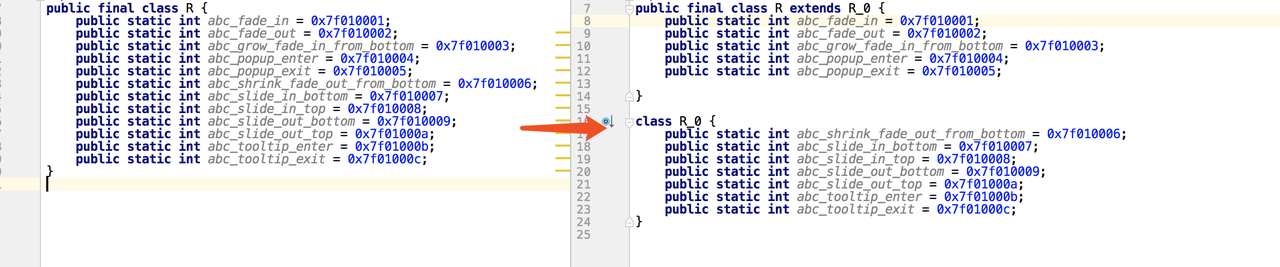 public final class R {
public static int abc_fade_in = 0x7f010001;
public static int abc_fade_out = 0x7f010002;
public static int abc_grow_fade_in_from_bottom = 0x7f010003;
public static int abc_popup_enter = 0x7f010004;
public static int abc_popup_exit = 0x7f010005;
public static int abc_shrink_fade_out_from_bottom = 0x7f010006;
public static int abc_slide_in_bottom = 0x7f010007;
public static int abc_slide_in_top = 0x7f010008;
public static int abc_slide_out_bottom = 0x7f010009;
public static int abc_slide_out_top = 0x7f01000a;
public static int abc_tooltip_enter = 0x7f01000b;
public static int abc_tooltip_exit = 0x7f01000c;
}
7 public final class R extends R_0 {
8 public static int abc_fade_in = 0x7f010001;
9 public static int abc_fade_out = 0x7f010002;
10 public static int abc_grow_fade_in_from_bottom = 0x7f010003;
11 public static int abc_popup_enter = 0x7f010004;
12 public static int abc_popup_exit = 0x7f010005;
13
14 }
15
class R_0 {
public static int abc_shrink_fade_out_from_bottom = 0x7f010006;
18 public static int abc_slide_in_bottom = 0x7f010007;
19 public static int abc_slide_in_top = 0x7f010008;
20 public static int abc_slide_out_bottom = 0x7f010009;
21 public static int abc_slide_out_top = 0x7f01000a;
22 public static int abc_tooltip_enter = 0x7f01000b;
23 public static int abc_tooltip_exit = 0x7f01000c;
24 }
25